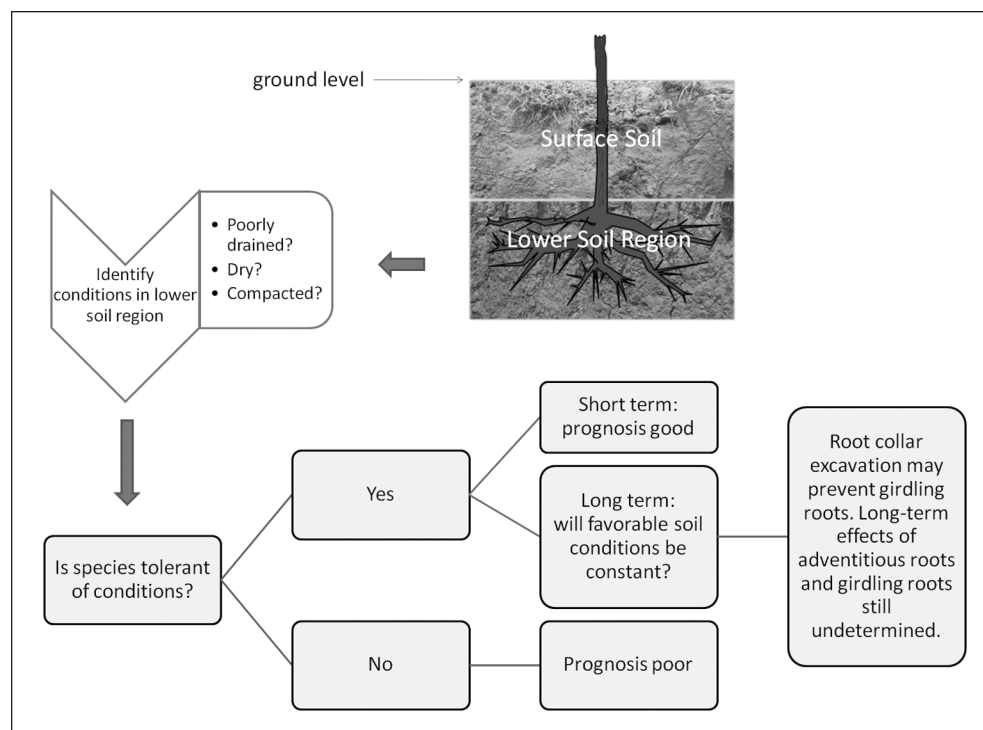 ground level
Surface Soil
Lower Soil Region
• Poorly
drained?
• Dry?
• Compacted?
Identify
conditions in lower
soil region
Is species tolerant
of conditions?
Yes
No
Short term:
prognosis good
Long term:
will favorable soil
conditions be
constant?
Prognosis poor
Root collar
excavation may
prevent girdling
roots. Long-term
effects of
adventitious roots
and girdling roots
still
undetermined.